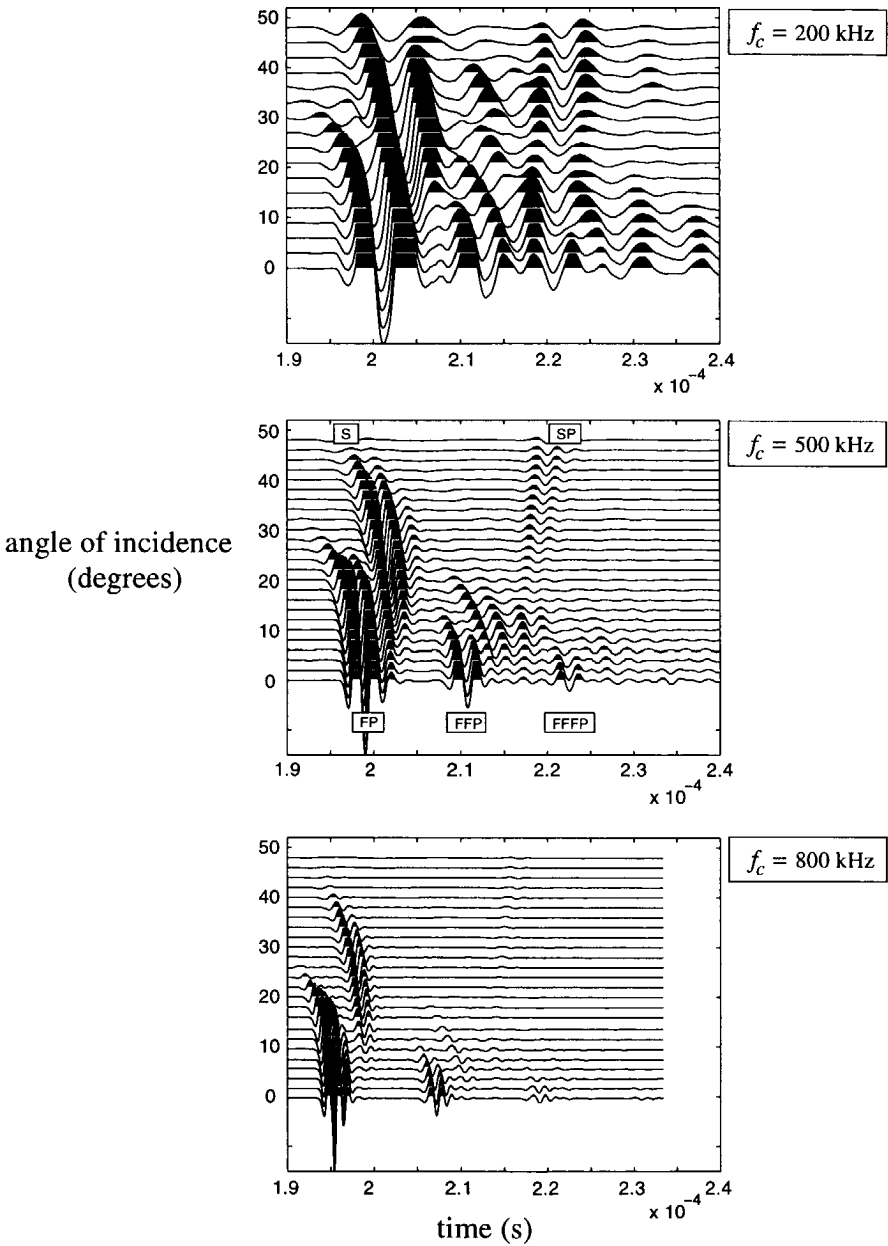 50
40
30
20
10
0
1.9 2 2.1 2.2 2.3 2.4
x 10⁻⁴
f_c = 200 kHz
angle of incidence
(degrees)
50
40
30
20
10
0
S
SP
FP
FFP
FFFP
1.9 2 2.1 2.2 2.3 2.4
x 10⁻⁴
f_c = 500 kHz
50
40
30
20
10
0
1.9 2 2.1 2.2 2.3 2.4
x 10⁻⁴
f_c = 800 kHz
time (s)